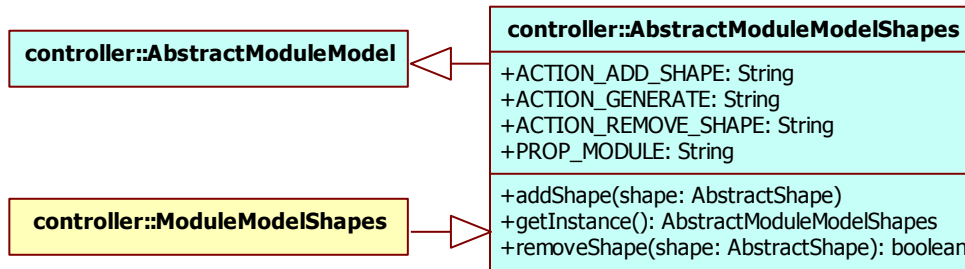 controller::AbstractModuleModel
controller::ModuleModelShapes
controller::AbstractModuleModelShapes
+ACTION_ADD_SHAPE: String
+ACTION_GENERATE: String
+ACTION_REMOVE_SHAPE: String
+PROP_MODULE: String
+addShape(shape: AbstractShape)
+getInstance(): AbstractModuleModelShapes
+removeShape(shape: AbstractShape): boolean